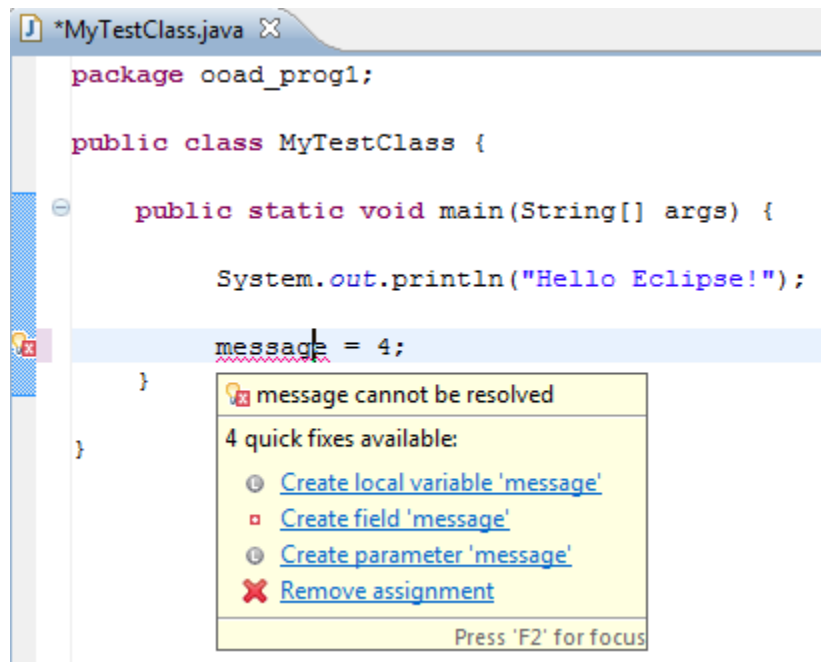 *MyTestClass.java
package ooad_prog1;
public class MyTestClass {
public static void main(String[] args) {
System.out.println("Hello Eclipse!");
message = 4;
}
message cannot be resolved
4 quick fixes available:
}
Create local variable 'message'
Create field 'message'
Create parameter 'message'
Remove assignment
Press 'F2' for focus